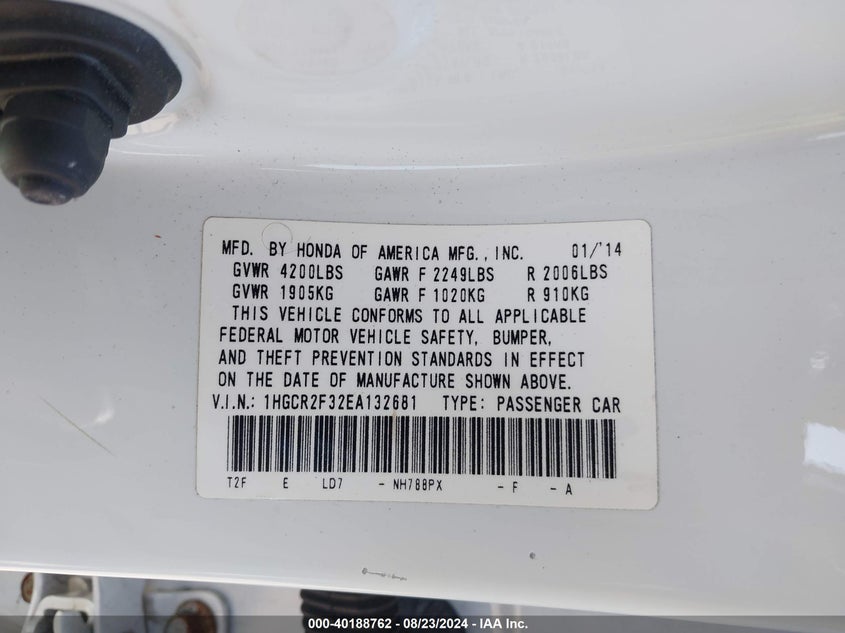 MFD. BY HONDA OF AMERICA MFG., INC. 01/'14
GVWR 4200LBS GAWR F 2249LBS R 2006LBS
GVWR 1905KG GAWR F 1020KG R 910KG
THIS VEHICLE CONFORMS TO ALL APPLICABLE
FEDERAL MOTOR VEHICLE SAFETY, BUMPER,
AND THEFT PREVENTION STANDARDS IN EFFECT
ON THE DATE OF MANUFACTURE SHOWN ABOVE.
V.I.N.: 1HGCR2F32EA132681 TYPE: PASSENGER CAR
T2F E LD7 - NH788PX - F - A
000-40188762 - 08/23/2024 - IAA Inc.